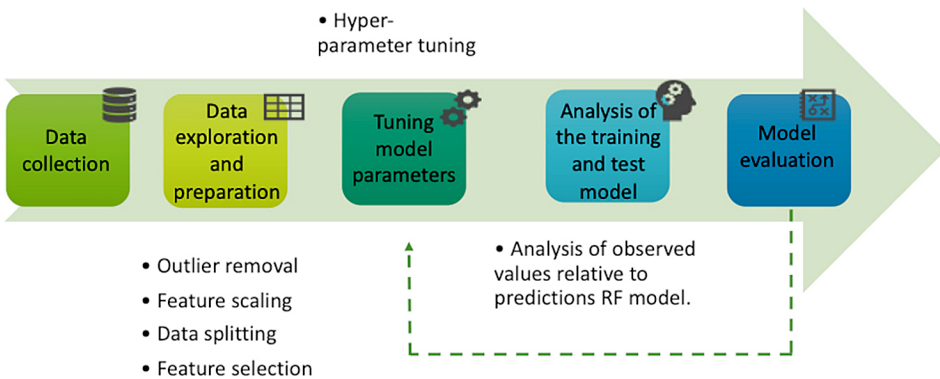 • Hyper-
parameter tuning
Data
collection
Data
exploration
and
preparation
Tuning
model
parameters
Analysis of
the training
and test
model
Model
evaluation
• Outlier removal
• Feature scaling
• Data splitting
• Feature selection
• Analysis of observed
values relative to
predictions RF model.